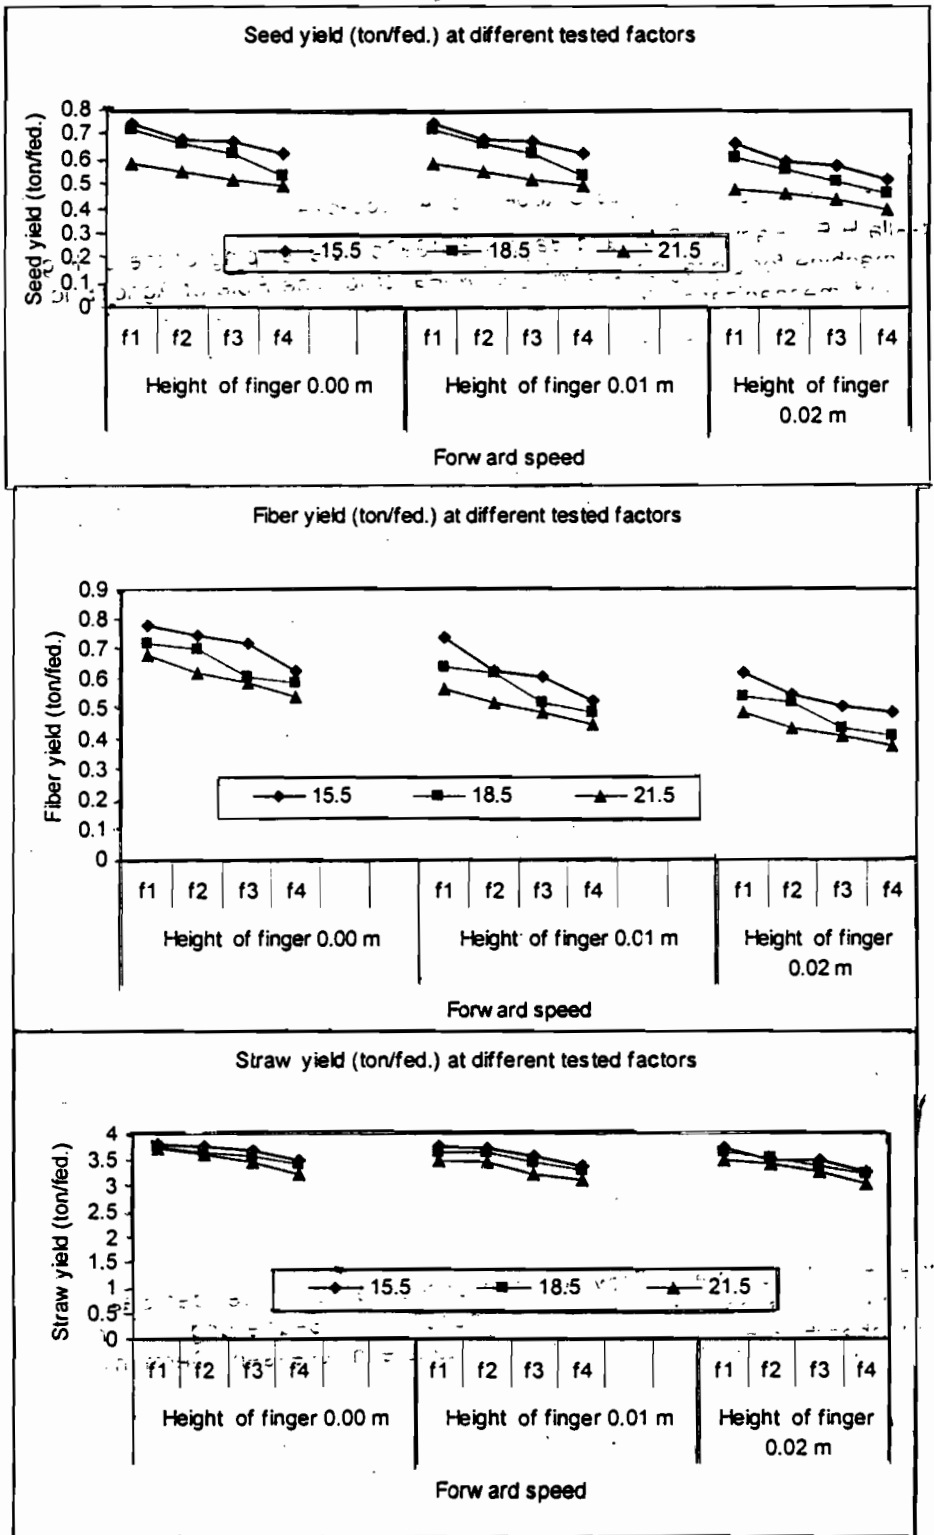 Seed yield (ton/fed.) at different tested factors
Seed yield (ton/fed.)
0.8
0.7
0.6
0.5
0.4
0.3
0.2
0.1
0
15.5 18.5 21.5
f1 f2 f3 f4 f1 f2 f3 f4 f1 f2 f3 f4
Height of finger 0.00 m Height of finger 0.01 m Height of finger
0.02 m
Forward speed
Fiber yield (ton/fed.) at different tested factors
Fiber yield (ton/fed.)
0.9
0.8
0.7
0.6
0.5
0.4
0.3
0.2
0.1
0
15.5 18.5 21.5
f1 f2 f3 f4 f1 f2 f3 f4 f1 f2 f3 f4
Height of finger 0.00 m Height of finger 0.01 m Height of finger
0.02 m
Forward speed
Straw yield (ton/fed.) at different tested factors
Straw yield (ton/fed.)
4
3.5
3
2.5
2
1.5
1
0.5
0
15.5 18.5 21.5
f1 f2 f3 f4 f1 f2 f3 f4 f1 f2 f3 f4
Height of finger 0.00 m Height of finger 0.01 m Height of finger
0.02 m
Forward speed